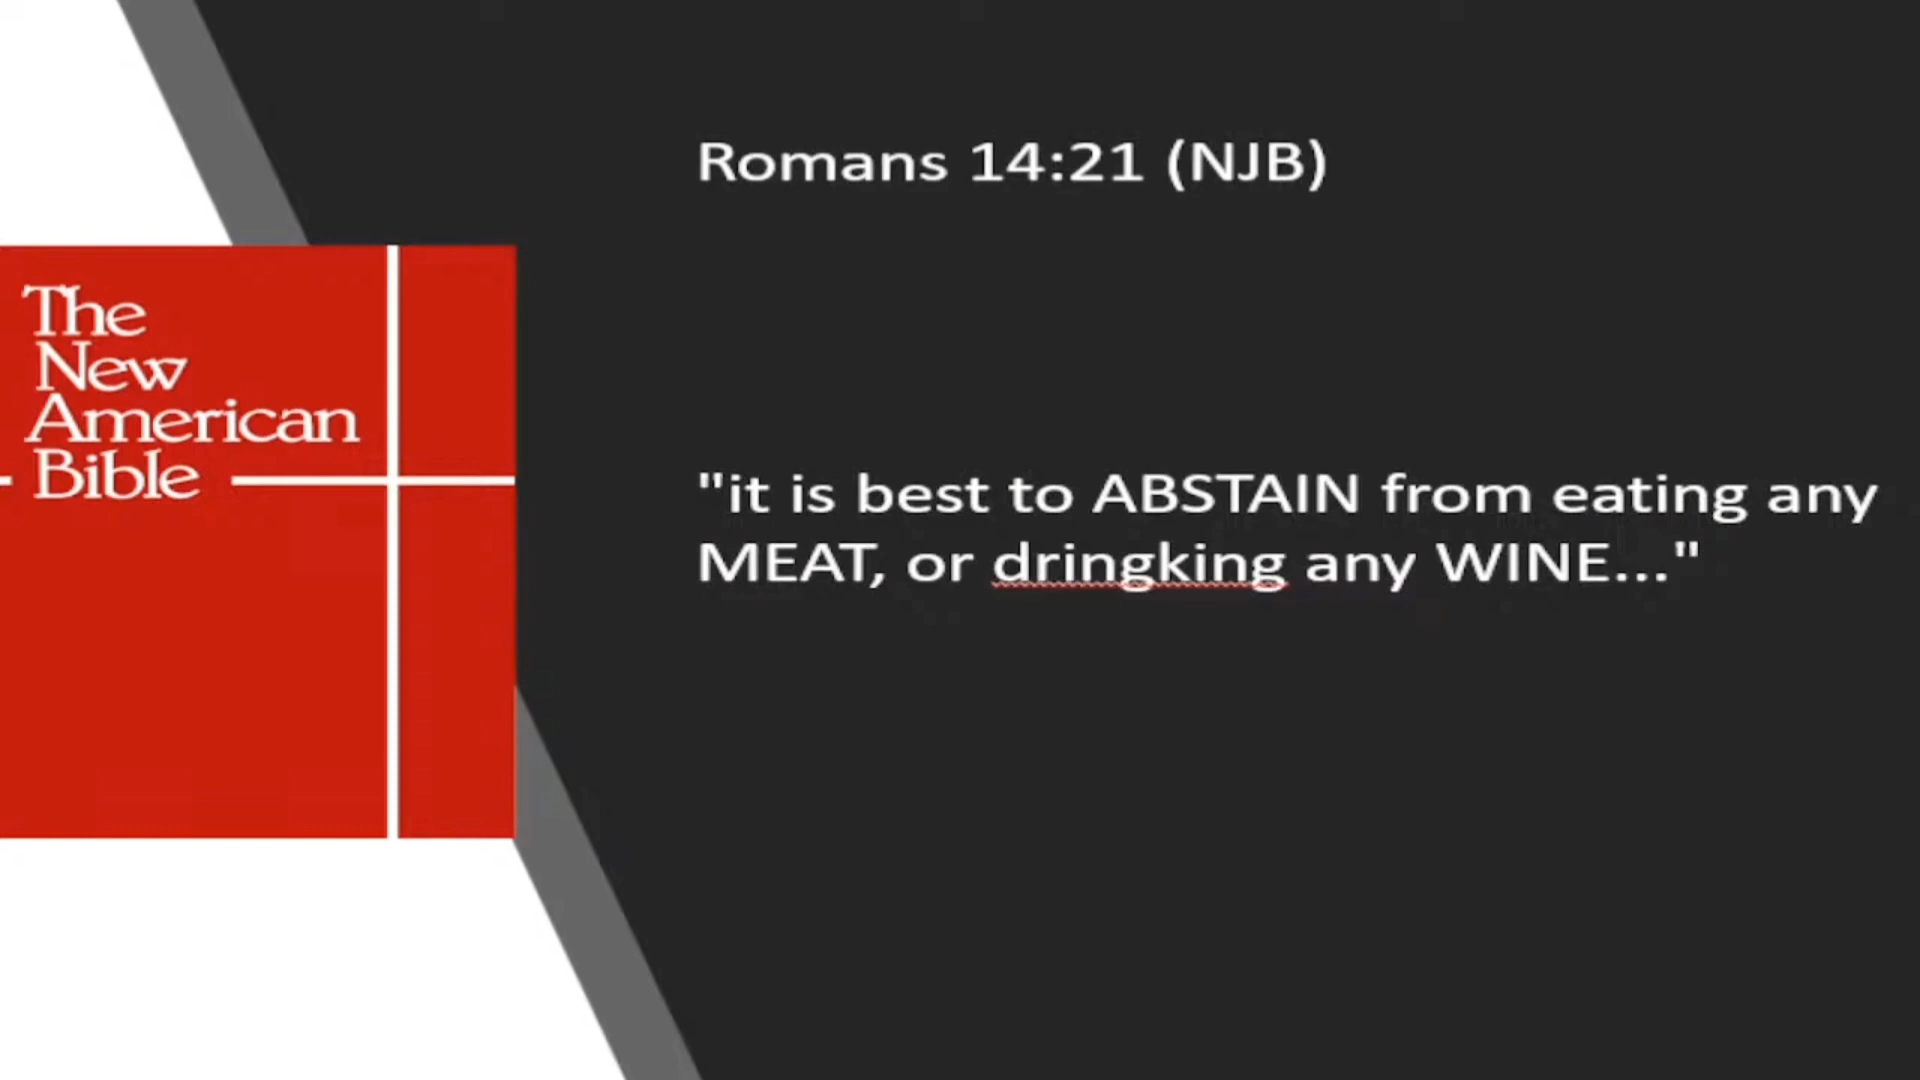 Romans 14:21 (NJB)
The
New
American
Bible
"it is best to ABSTAIN from eating any
MEAT, or dringking any WINE..."